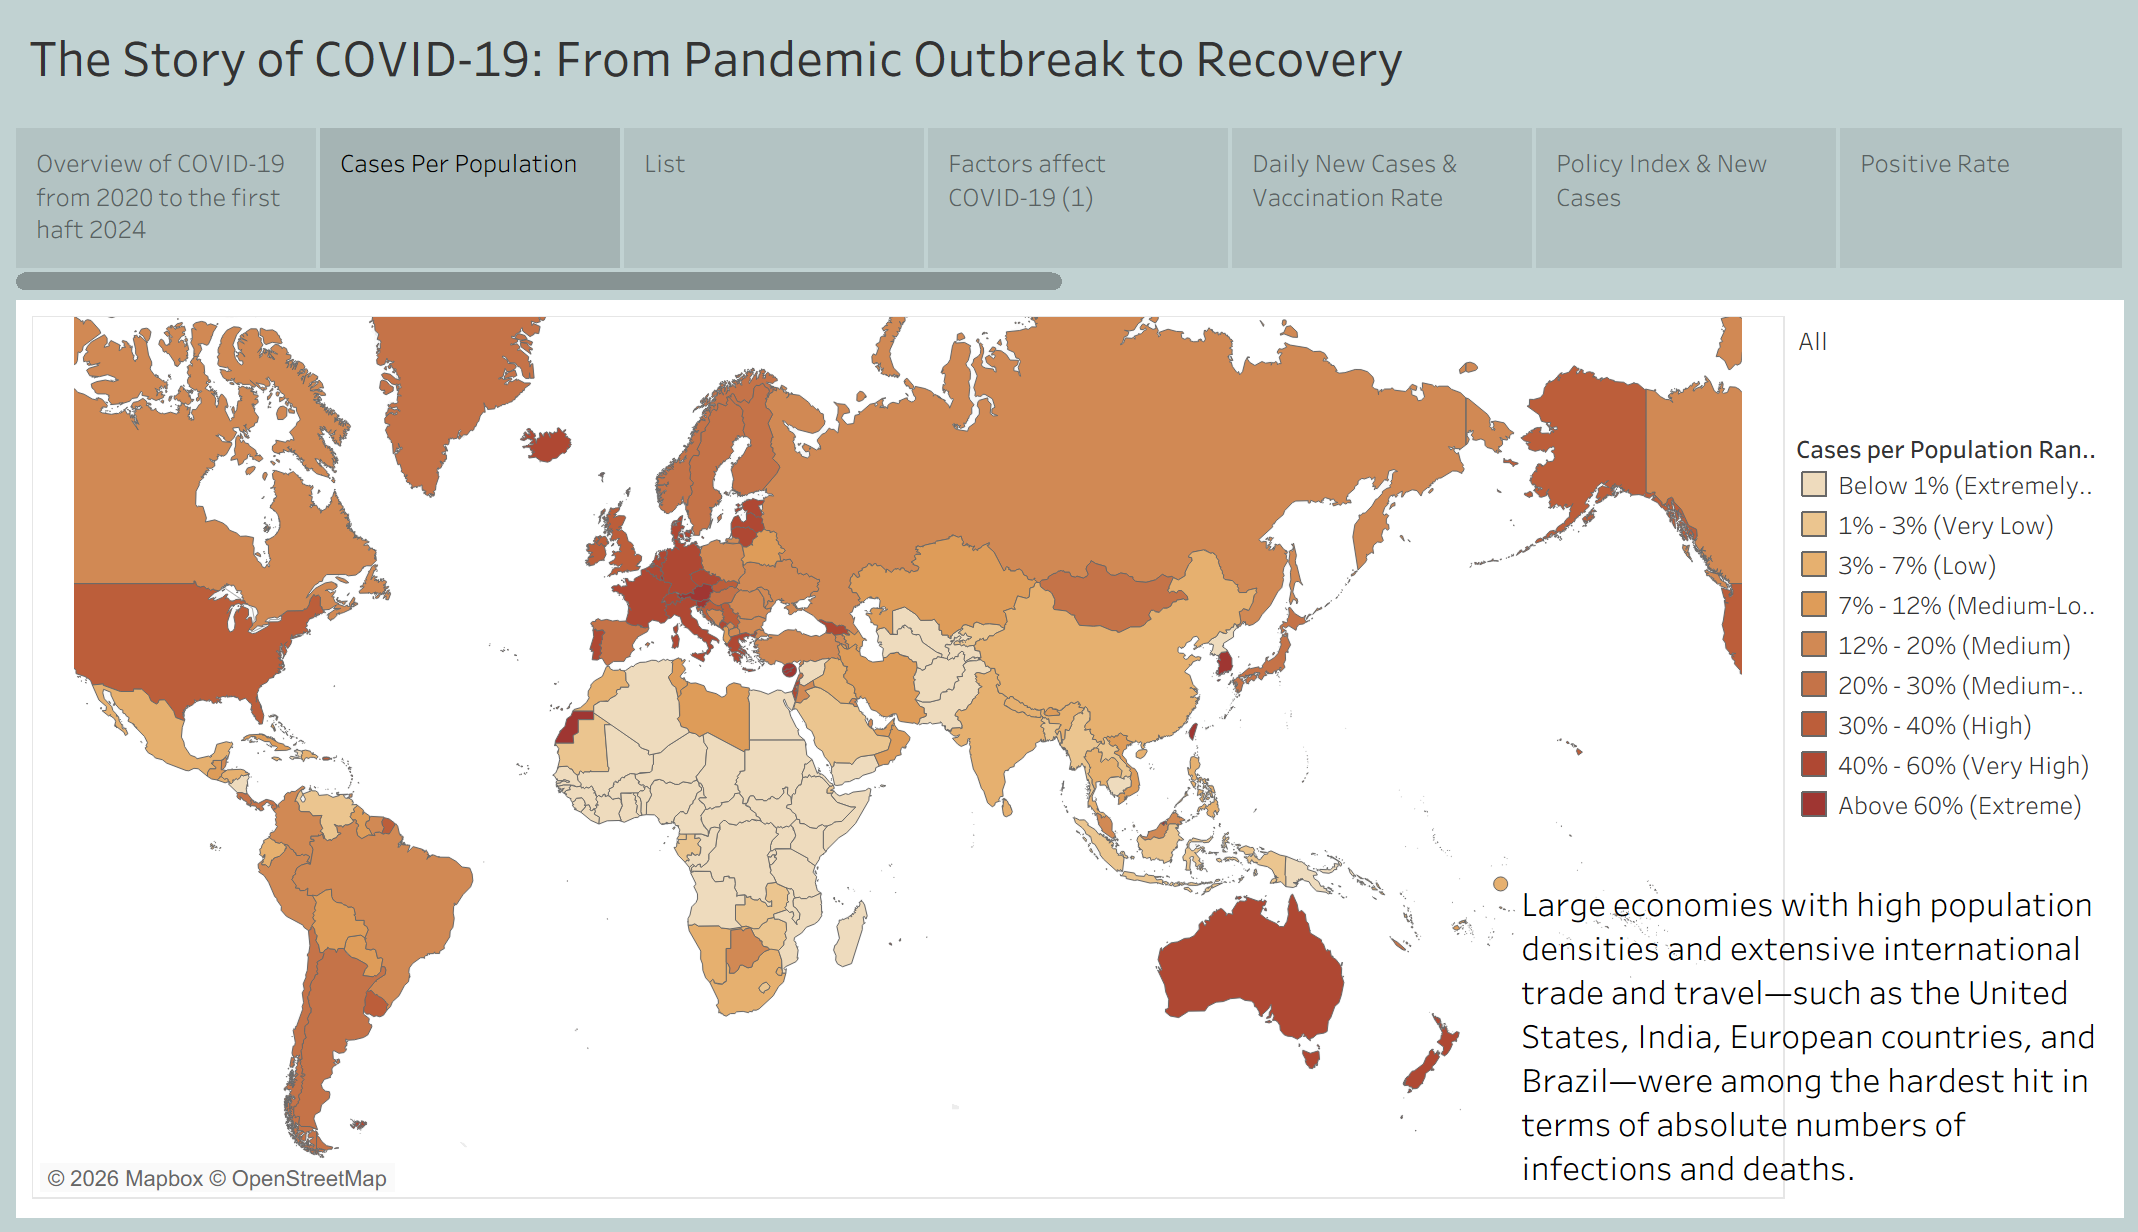 The Story of COVID-19: From Pandemic Outbreak to Recovery
Overview of COVID-19
from 2020 to the first
haft 2024
Cases Per Population
List
Factors affect
COVID-19 (1)
Daily New Cases &
Vaccination Rate
Policy Index & New
Cases
Positive Rate
All
Cases per Population Ran..
Below 1% (Extremely..
1% - 3% (Very Low)
3% - 7% (Low)
7% - 12% (Medium-Lo..
12% - 20% (Medium)
20% - 30% (Medium-..
30% - 40% (High)
40% - 60% (Very High)
Above 60% (Extreme)
Large economies with high population
densities and extensive international
trade and travel—such as the United
States, India, European countries, and
Brazil—were among the hardest hit in
terms of absolute numbers of
infections and deaths.
© 2026 Mapbox © OpenStreetMap